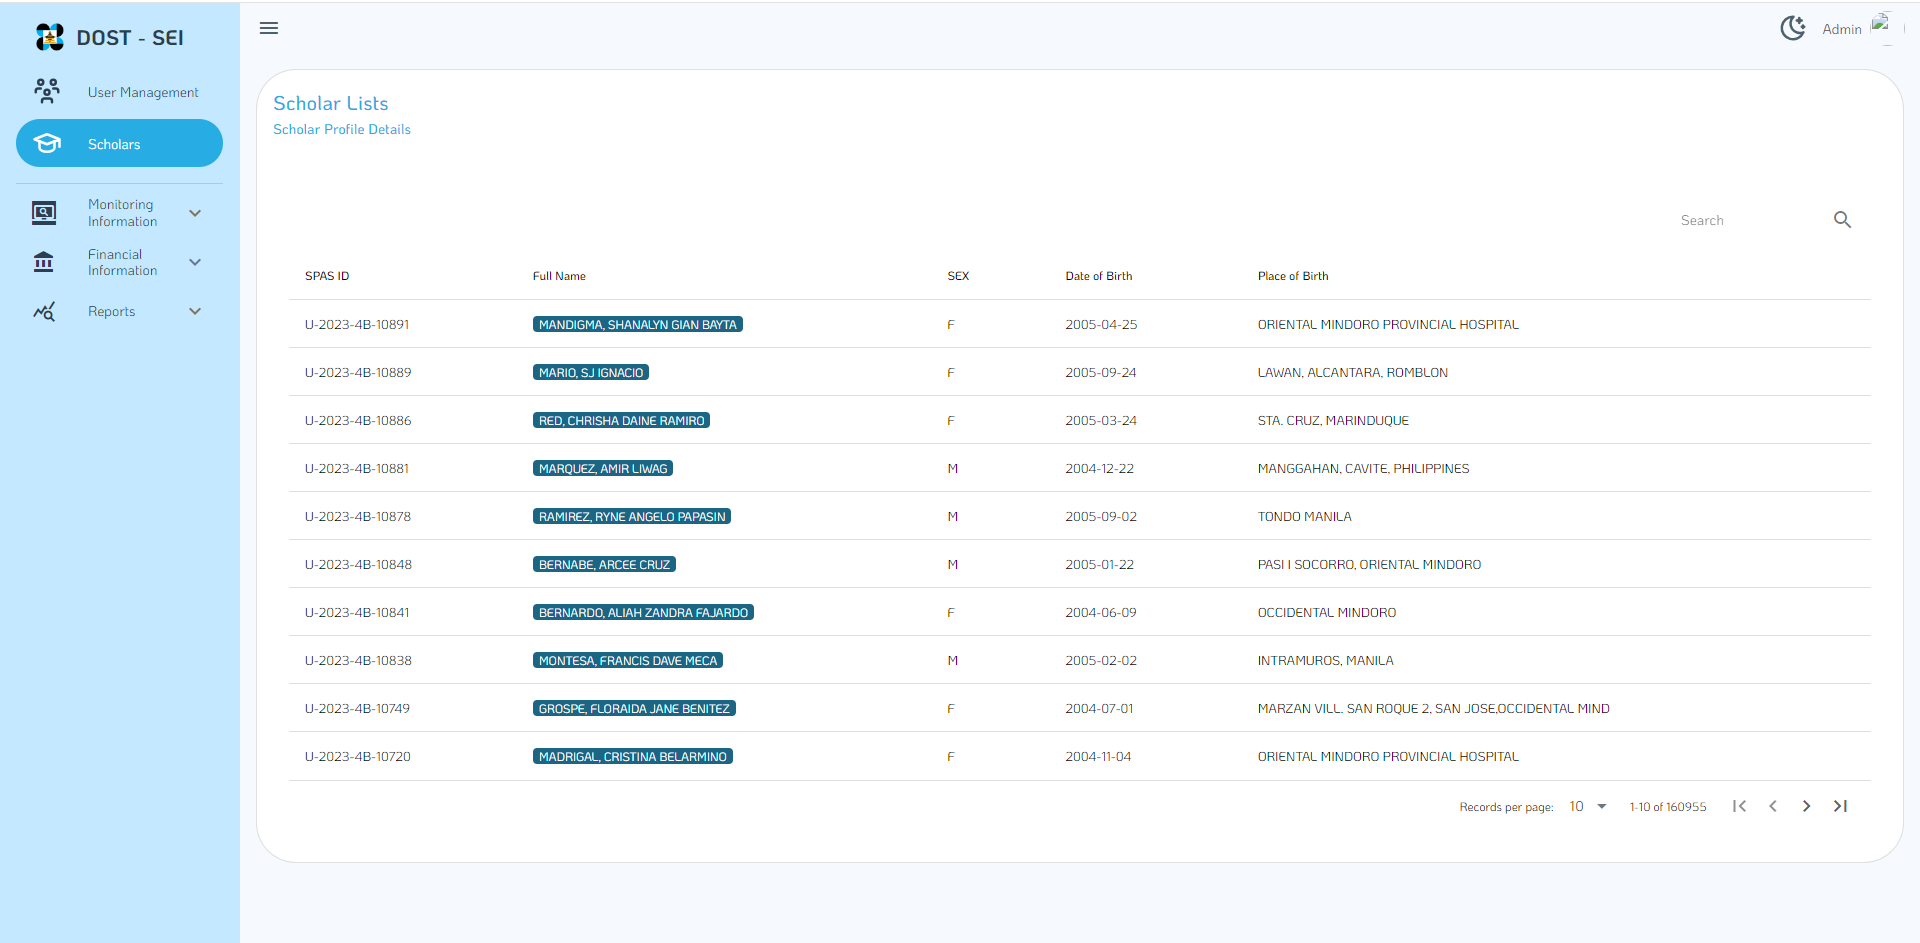 DOST - SEI
User Management
Scholars
Monitoring
Information
Financial
Information
Reports
Admin
Scholar Lists
Scholar Profile Details
Search
SPAS ID Full Name SEX Date of Birth Place of Birth
U-2023-4B-10891 MANDIGMA, SHANALYN GIAN BAYTA F 2005-04-25 ORIENTAL MINDORO PROVINCIAL HOSPITAL
U-2023-4B-10889 MARIO, SJ IGNACIO F 2005-09-24 LAWAN, ALCANTARA, ROMBLON
U-2023-4B-10886 RED, CHRISHA DAINE RAMIRO F 2005-03-24 STA. CRUZ, MARINDUQUE
U-2023-4B-10881 MARQUEZ, AMIR LIWAG M 2004-12-22 MANGGAHAN, CAVITE, PHILIPPINES
U-2023-4B-10878 RAMIREZ, RYNE ANGELO PAPASIN M 2005-09-02 TONDO MANILA
U-2023-4B-10848 BERNABE, ARCEE CRUZ M 2005-01-22 PASI I SOCORRO, ORIENTAL MINDORO
U-2023-4B-10841 BERNARDO, ALIAH ZANDRA FAJARDO F 2004-06-09 OCCIDENTAL MINDORO
U-2023-4B-10838 MONTESA, FRANCIS DAVE MECA M 2005-02-02 INTRAMUROS, MANILA
U-2023-4B-10749 GROSPE, FLORAIDA JANE BENITEZ F 2004-07-01 MARZAN VILL. SAN ROQUE 2, SAN JOSE,OCCIDENTAL MIND
U-2023-4B-10720 MADRIGAL, CRISTINA BELARMINO F 2004-11-04 ORIENTAL MINDORO PROVINCIAL HOSPITAL
Records per page: 10 1-10 of 160955